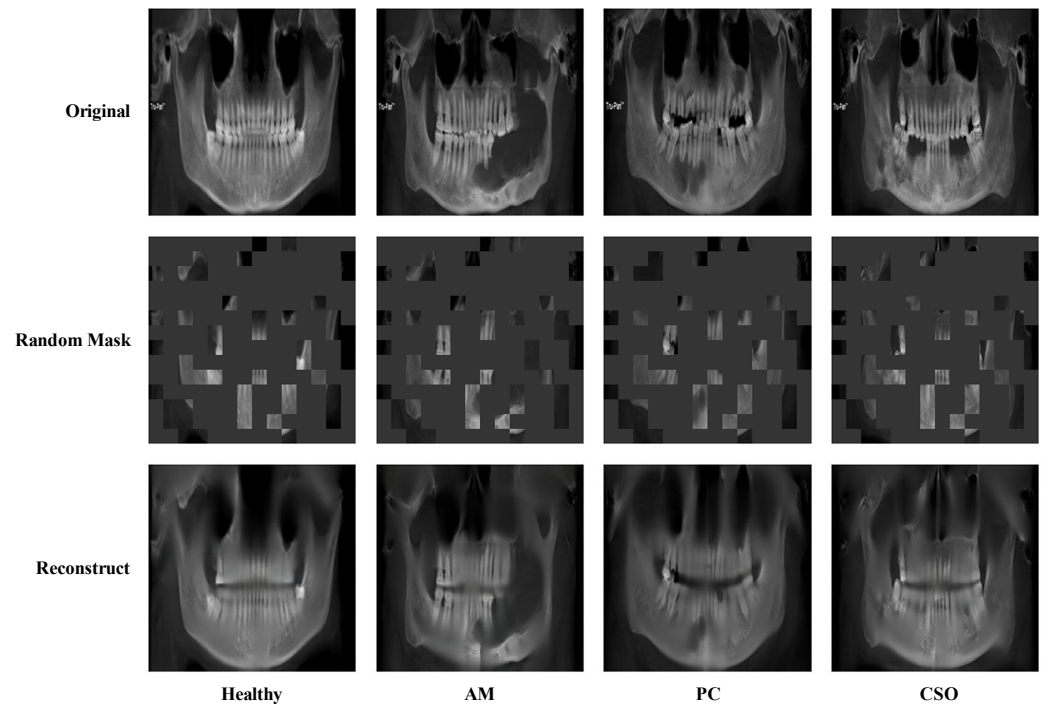 Original
Random Mask
Reconstruct
Healthy
AM
PC
CSO